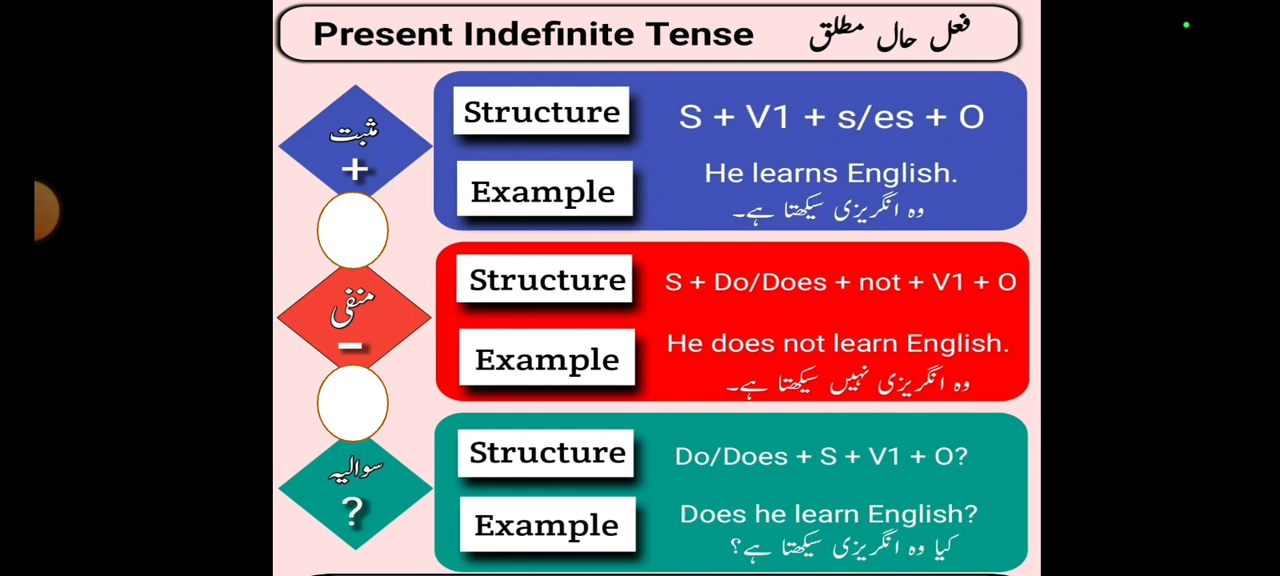 Present Indefinite Tense فعل حال مطلق
مثبت
+
Structure S + V1 + s/es + O
Example He learns English.
وہ انگریزی سیکھتا ہے۔
منفی
−
Structure S + Do/Does + not + V1 + O
Example He does not learn English.
وہ انگریزی نہیں سیکھتا ہے۔
سوالیہ
?
Structure Do/Does + S + V1 + O?
Example Does he learn English?
کیا وہ انگریزی سیکھتا ہے؟